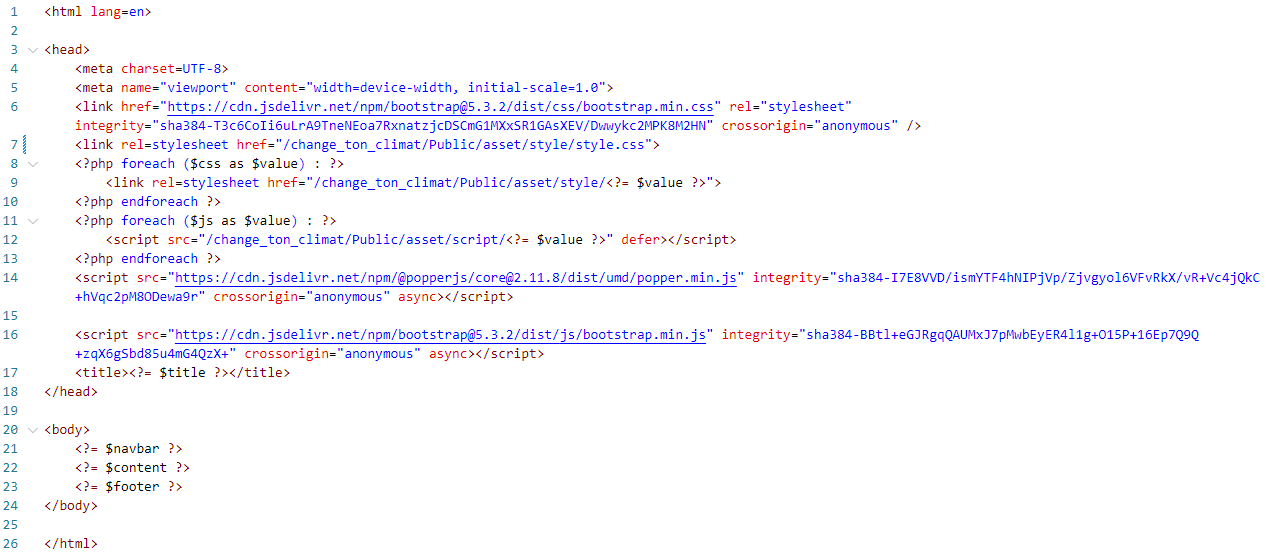 1 <html lang=en>
2
3 <head>
4 <meta charset=UTF-8>
5 <meta name="viewport" content="width=device-width, initial-scale=1.0">
6 <link href="https://cdn.jsdelivr.net/npm/bootstrap@5.3.2/dist/css/bootstrap.min.css" rel="stylesheet"
integrity="sha384-T3c6CoIi6uLrA9TneNEoa7RxnatzjcDSCmG1MXxSR1GAsXEV/Dwwykc2MPK8M2HN" crossorigin="anonymous" />
7 <link rel=stylesheet href="/change_ton_climat/Public/asset/style/style.css">
8 <?php foreach ($css as $value) : ?>
9 <link rel=stylesheet href="/change_ton_climat/Public/asset/style/<?= $value ?>">
10 <?php endforeach ?>
11 <?php foreach ($js as $value) : ?>
12 <script src="/change_ton_climat/Public/asset/script/<?= $value ?>" defer></script>
13 <?php endforeach ?>
14 <script src="https://cdn.jsdelivr.net/npm/@popperjs/core@2.11.8/dist/umd/popper.min.js" integrity="sha384-I7E8VVD/ismYTF4hNIPjVp/Zjvgyol6VFvRkX/vR+Vc4jQkC
+hVqc2pM8ODewa9r" crossorigin="anonymous" async></script>
15
16 <script src="https://cdn.jsdelivr.net/npm/bootstrap@5.3.2/dist/js/bootstrap.min.js" integrity="sha384-BBtl+eGJRgqQAUMxJ7pMwbEyER4l1g+O15P+16Ep7Q9Q
+zqX6gSbd85u4mG4QzX+" crossorigin="anonymous" async></script>
17 <title><?= $title ?></title>
18 </head>
19
20 <body>
21 <?= $navbar ?>
22 <?= $content ?>
23 <?= $footer ?>
24 </body>
25
26 </html>